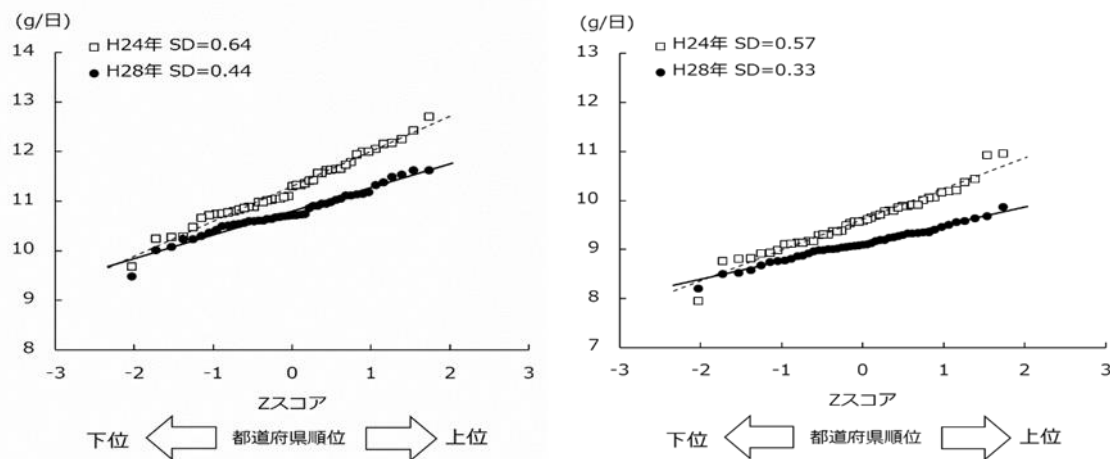 (g/日)
□ H24年 SD=0.64
● H28年 SD=0.44
14
13
12
11
10
9
8
-3 -2 -1 0 1 2 3
Zスコア
下位 都道府県順位 上位
(g/日)
□ H24年 SD=0.57
● H28年 SD=0.33
13
12
11
10
9
8
7
-3 -2 -1 0 1 2 3
Zスコア
下位 都道府県順位 上位